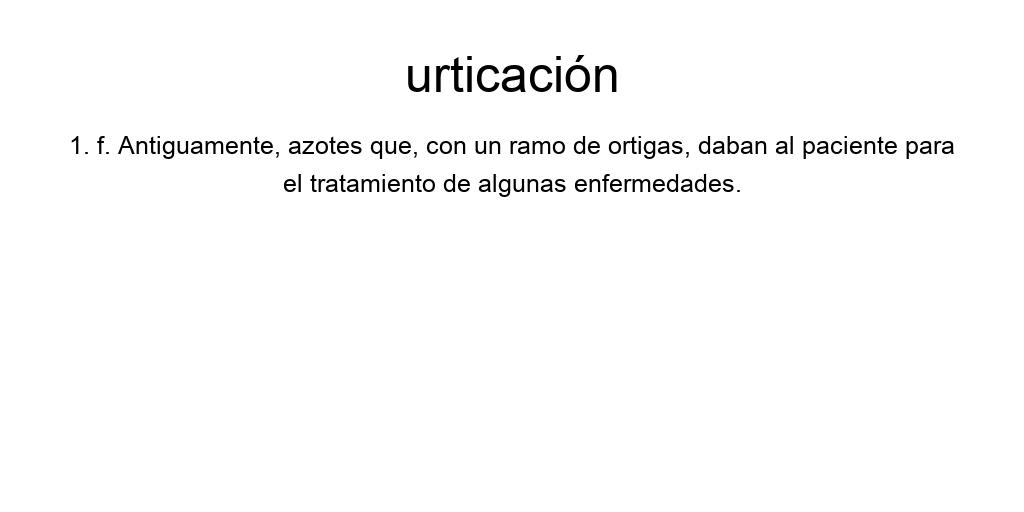 urticación
1. f. Antiguamente, azotes que, con un ramo de ortigas, daban al paciente para
el tratamiento de algunas enfermedades.